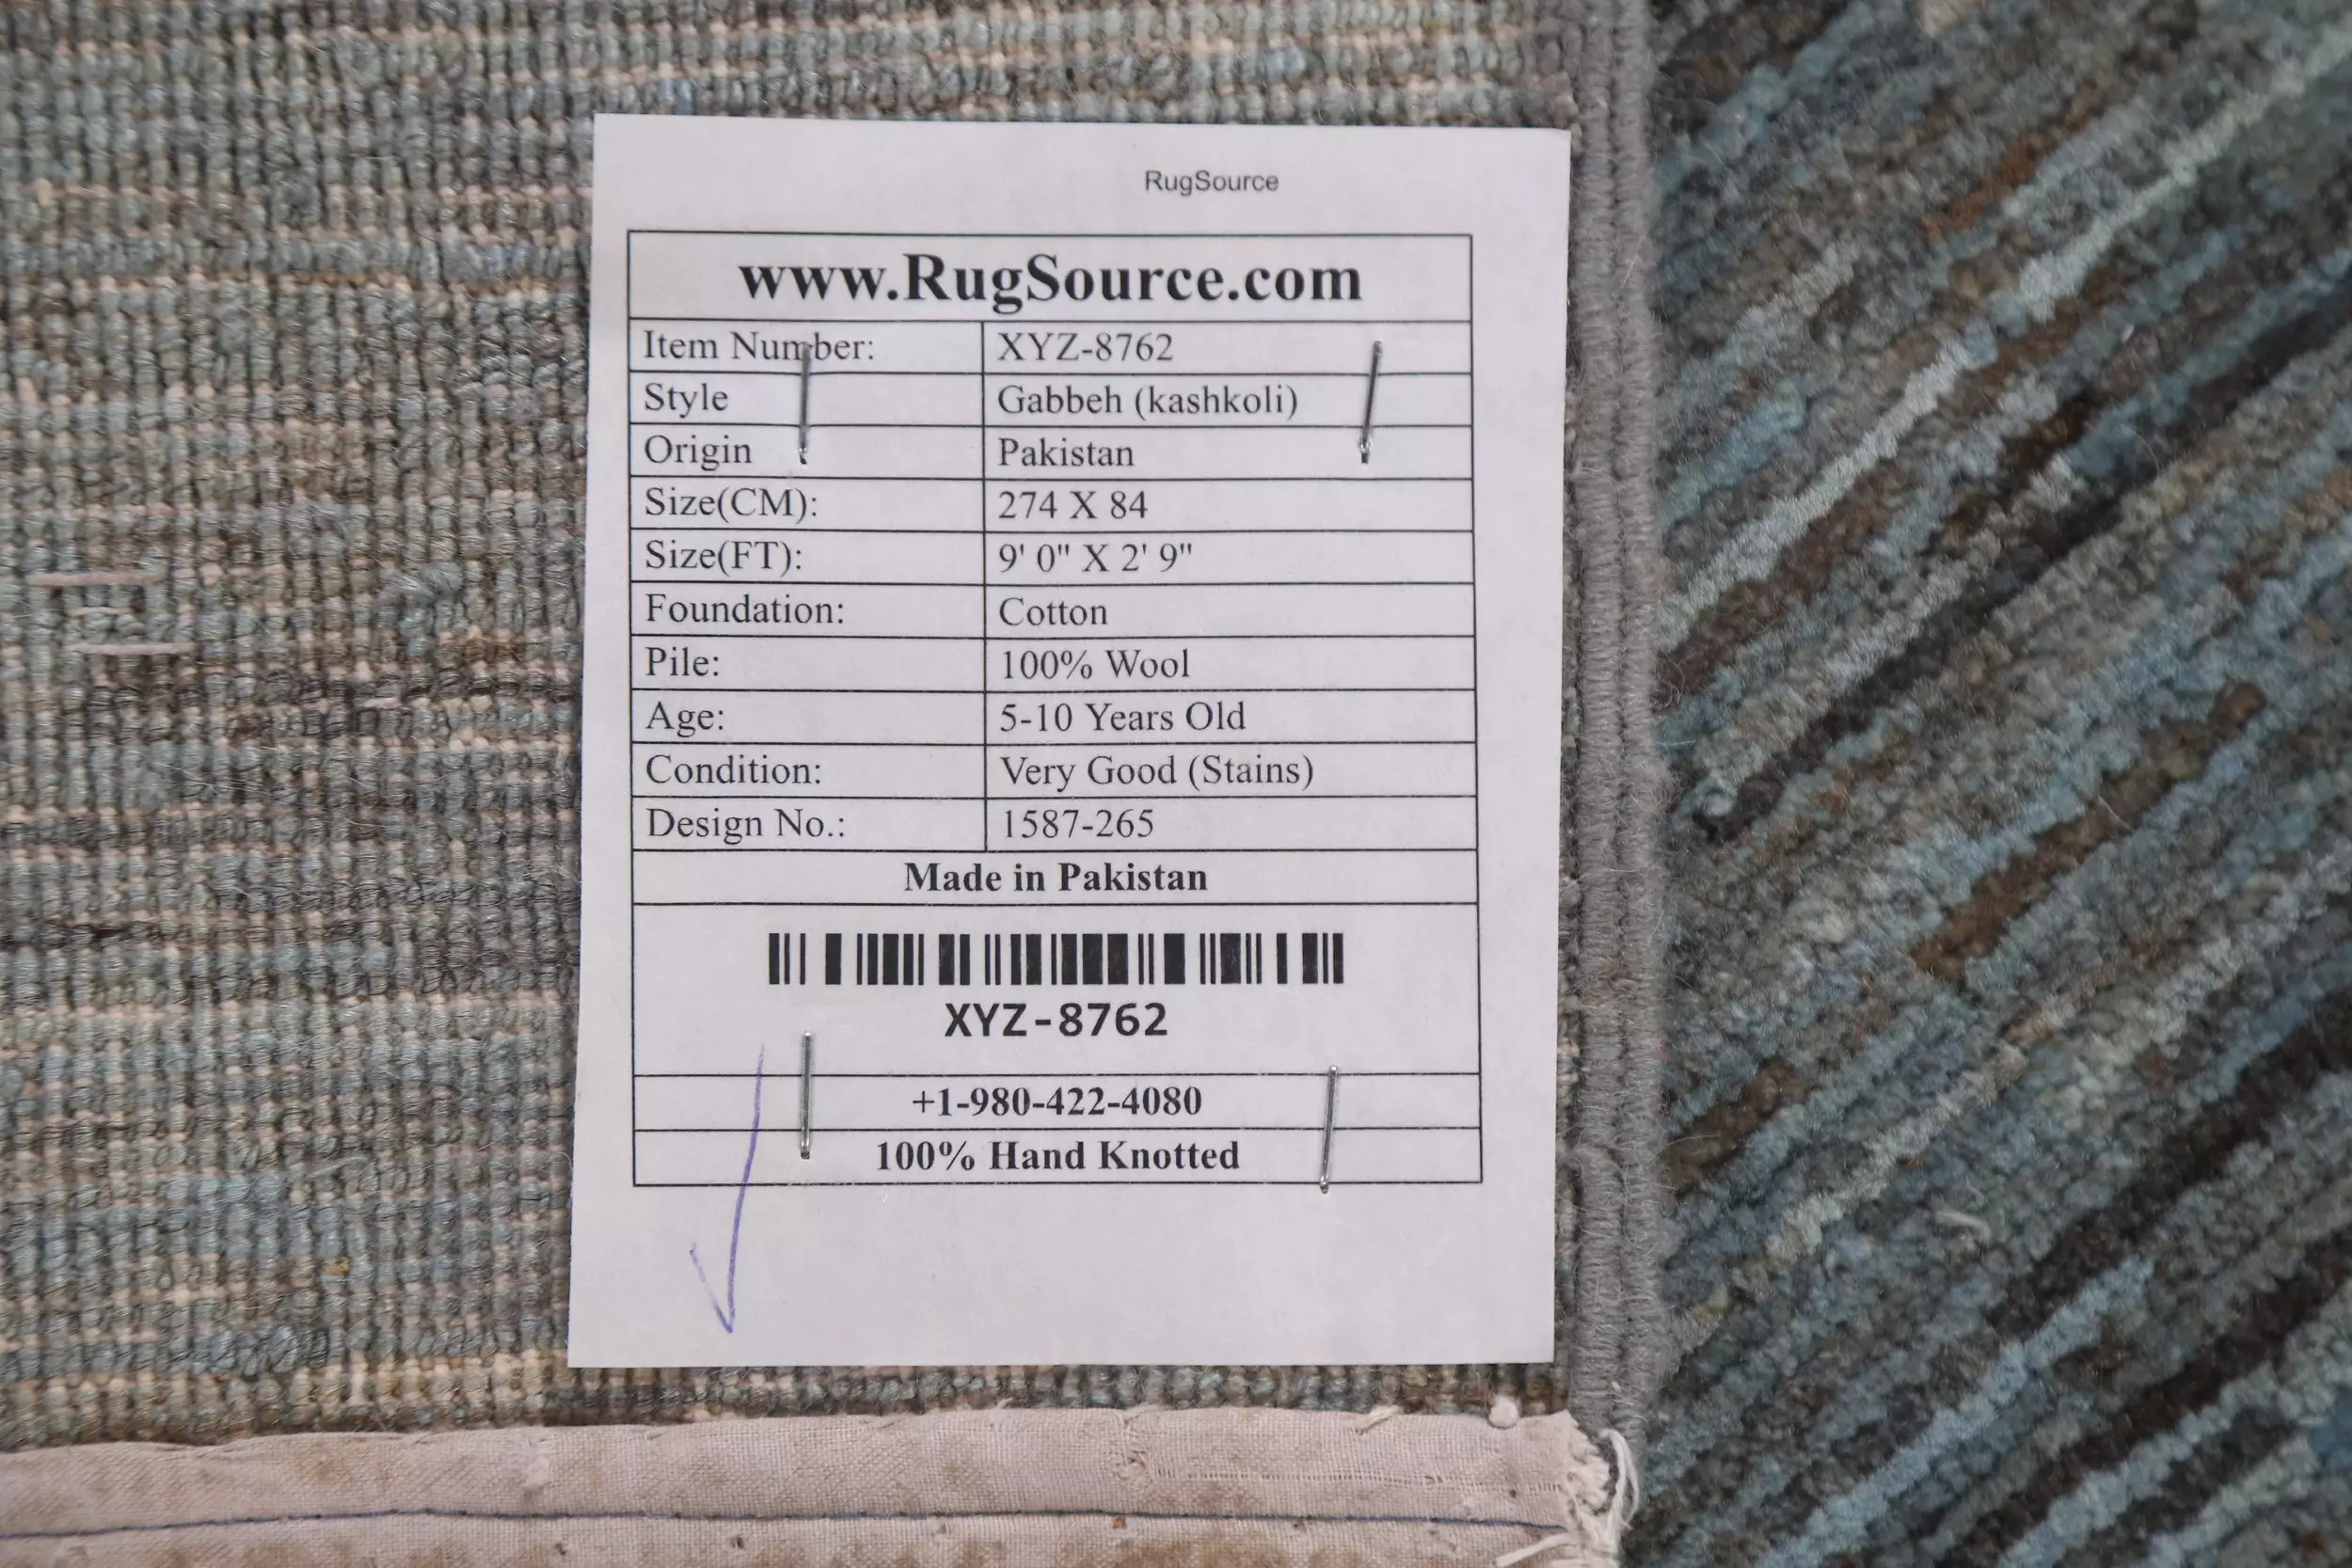 RugSource
www.RugSource.com
Item Number: XYZ-8762
Style Gabbeh (kashkoli)
Origin Pakistan
Size(CM): 274 X 84
Size(FT): 9' 0" X 2' 9"
Foundation: Cotton
Pile: 100% Wool
Age: 5-10 Years Old
Condition: Very Good (Stains)
Design No.: 1587-265
Made in Pakistan
XYZ-8762
+1-980-422-4080
100% Hand Knotted